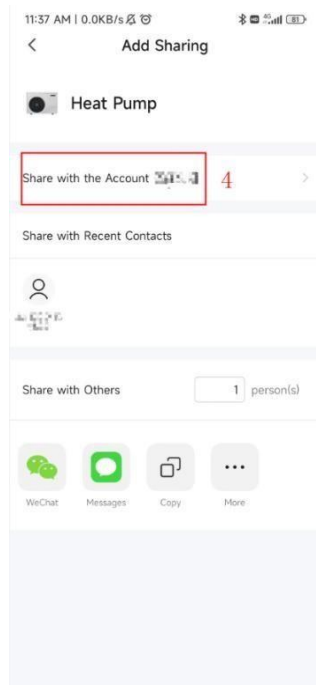 11:37 AM | 0.0KB/s
Add Sharing
Heat Pump
Share with the Account
4
Share with Recent Contacts
Share with Others 1 person(s)
WeChat Messages Copy More